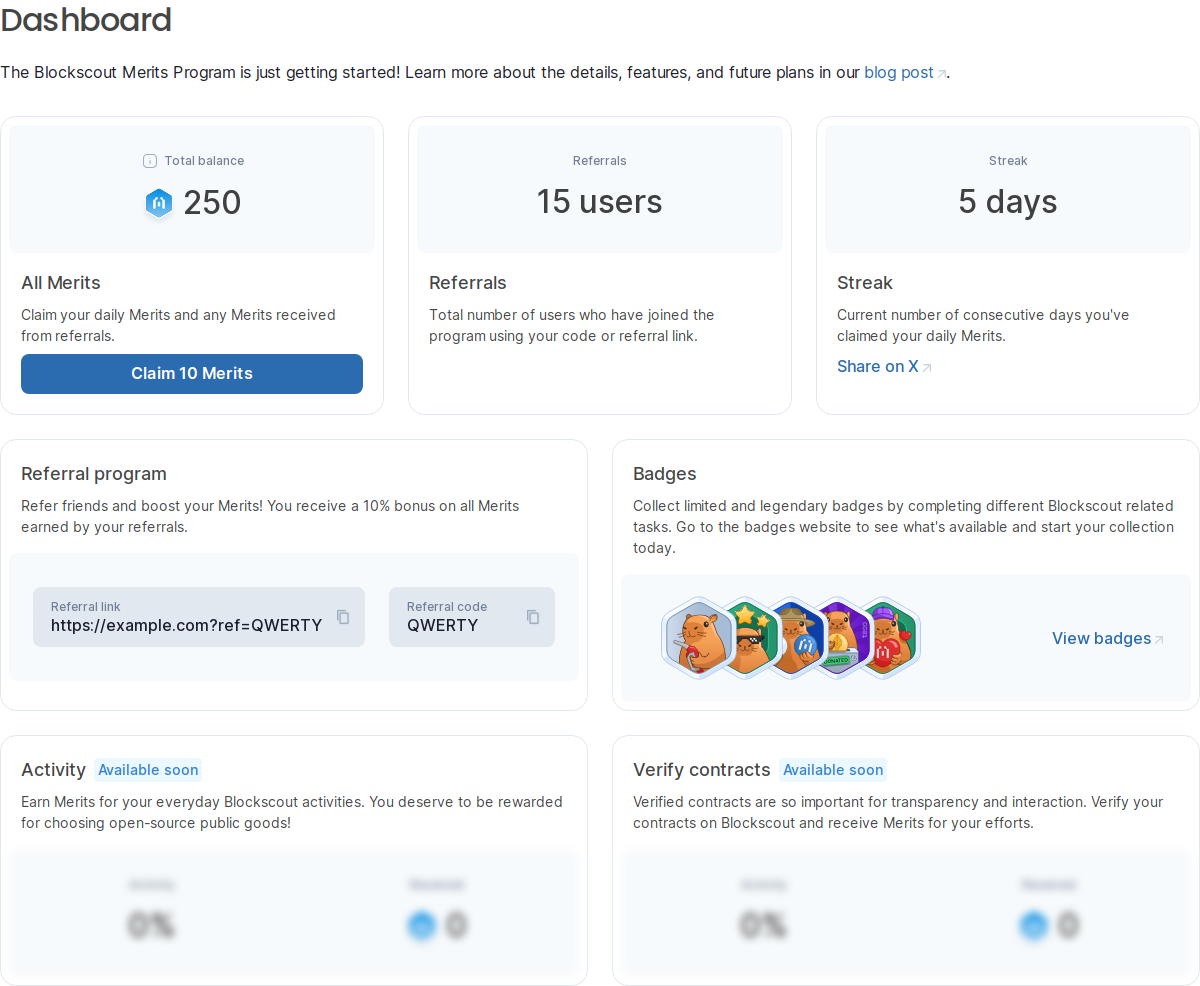 Dashboard
The Blockscout Merits Program is just getting started! Learn more about the details, features, and future plans in our blog post.
Total balance
250
All Merits
Claim your daily Merits and any Merits received
from referrals.
Claim 10 Merits
Referrals
15 users
Referrals
Total number of users who have joined the
program using your code or referral link.
Streak
5 days
Streak
Current number of consecutive days you've
claimed your daily Merits.
Share on X
Referral program
Refer friends and boost your Merits! You receive a 10% bonus on all Merits
earned by your referrals.
Referral link
https://example.com?ref=QWERTY
Referral code
QWERTY
Badges
Collect limited and legendary badges by completing different Blockscout related
tasks. Go to the badges website to see what's available and start your collection
today.
View badges
Activity Available soon
Earn Merits for your everyday Blockscout activities. You deserve to be rewarded
for choosing open-source public goods!
Activity
Received
0%
0
Verify contracts Available soon
Verified contracts are so important for transparency and interaction. Verify your
contracts on Blockscout and receive Merits for your efforts.
Activity
Received
0%
0